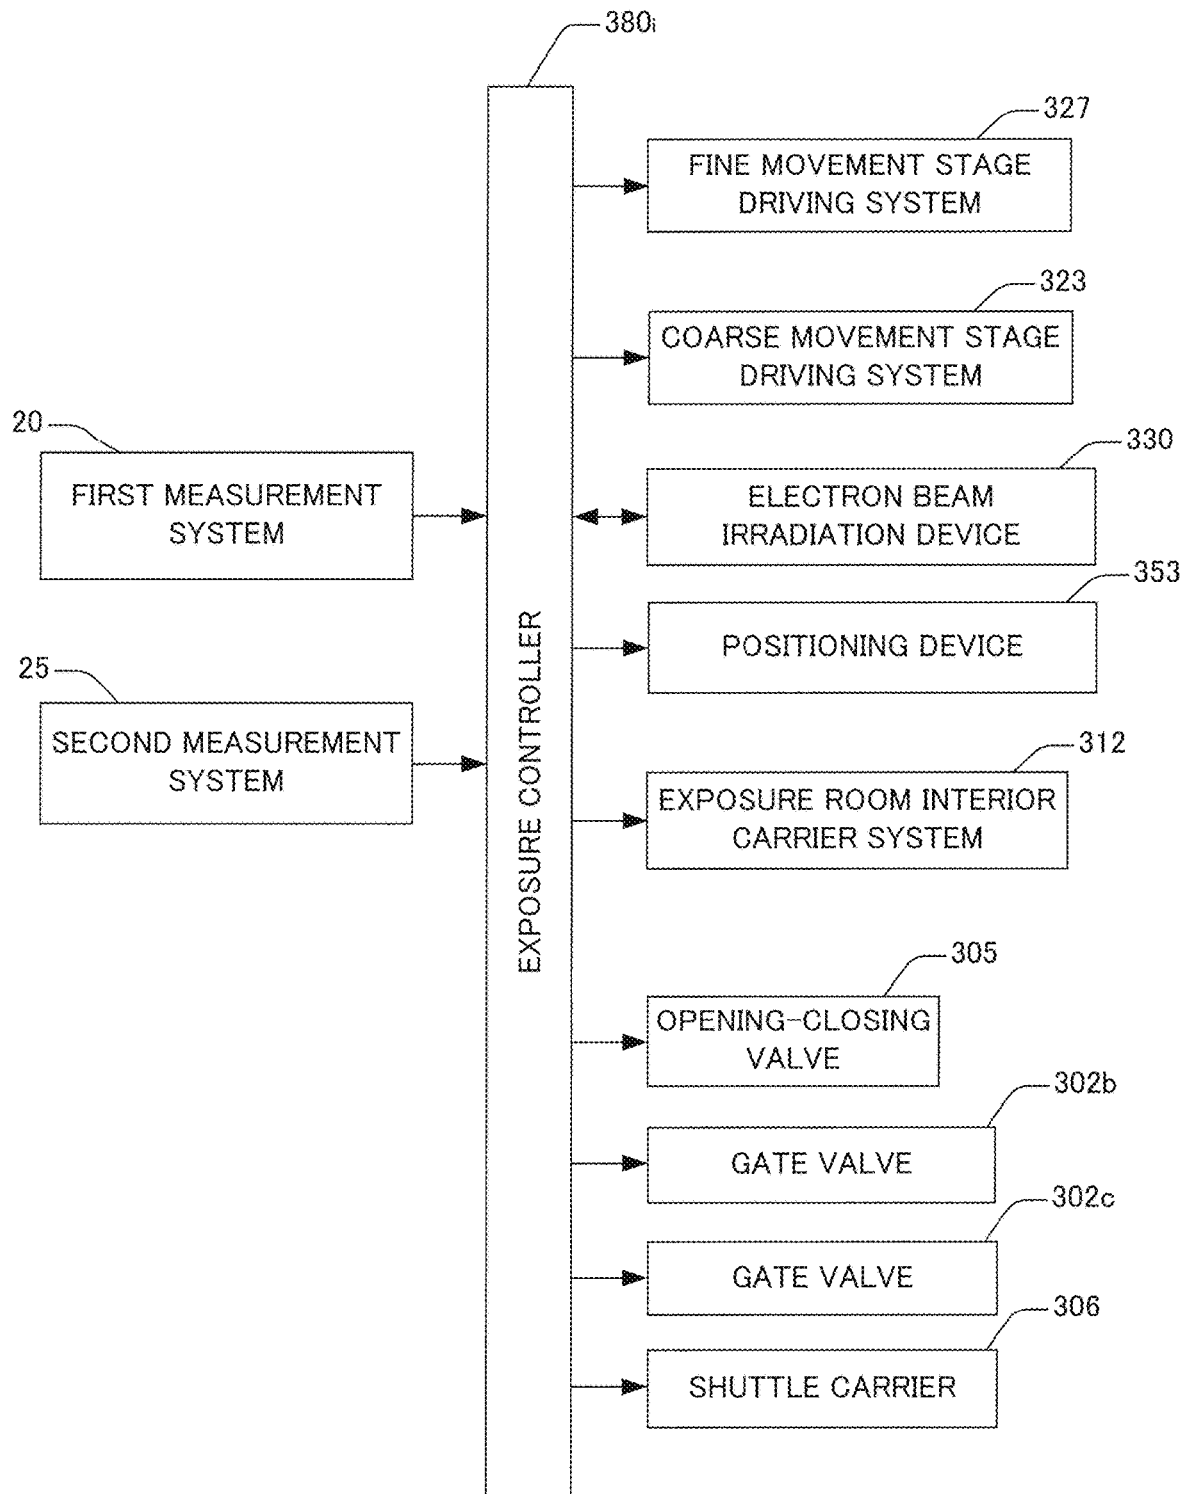 380i
327
FINE MOVEMENT STAGE
DRIVING SYSTEM
323
COARSE MOVEMENT STAGE
DRIVING SYSTEM
20
FIRST MEASUREMENT
SYSTEM
330
ELECTRON BEAM
IRRADIATION DEVICE
353
POSITIONING DEVICE
25
SECOND MEASUREMENT
SYSTEM
EXPOSURE CONTROLLER
312
EXPOSURE ROOM INTERIOR
CARRIER SYSTEM
305
OPENING-CLOSING
VALVE
302b
GATE VALVE
302c
GATE VALVE
306
SHUTTLE CARRIER